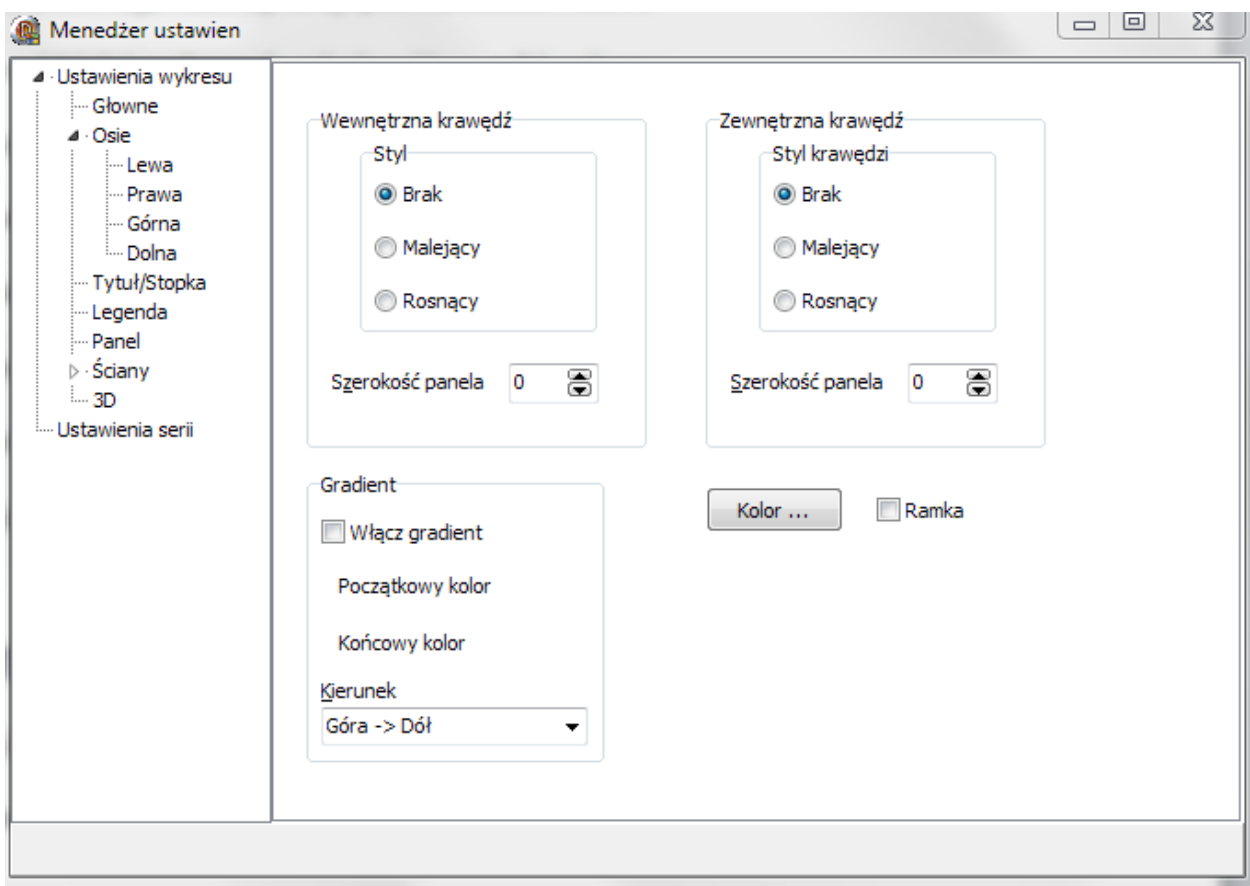 Menedżer ustawien
Ustawienia wykresu
Głowne
Osie
Lewa
Prawa
Górna
Dolna
Tytuł/Stopka
Legenda
Panel
Ściany
3D
Ustawienia serii
Wewnętrzna krawędź
Styl
Brak
Malejący
Rosnący
Szerokość panela 0
Zewnętrzna krawędź
Styl krawędzi
Brak
Malejący
Rosnący
Szerokość panela 0
Gradient
Włącz gradient
Początkowy kolor
Końcowy kolor
Kierunek
Góra -> Dół
Kolor ...
Ramka